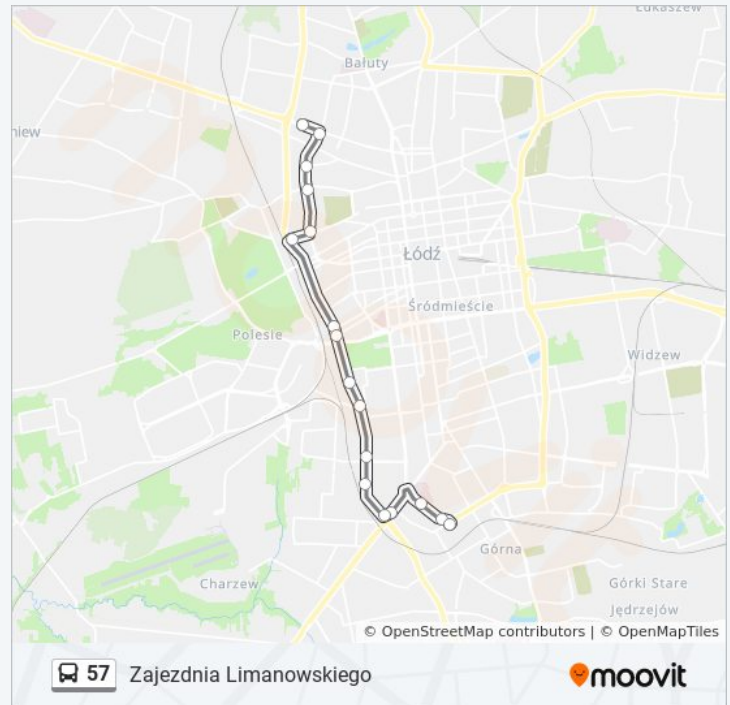 Łukaszew
Bałuty
niew
Łódź
Śródmieście
Polesie
Widzew
Górna
Charzew
Górki Stare
Jędrzejów
© OpenStreetMap contributors | © OpenMapTiles
57 Zajezdnia Limanowskiego
moovit